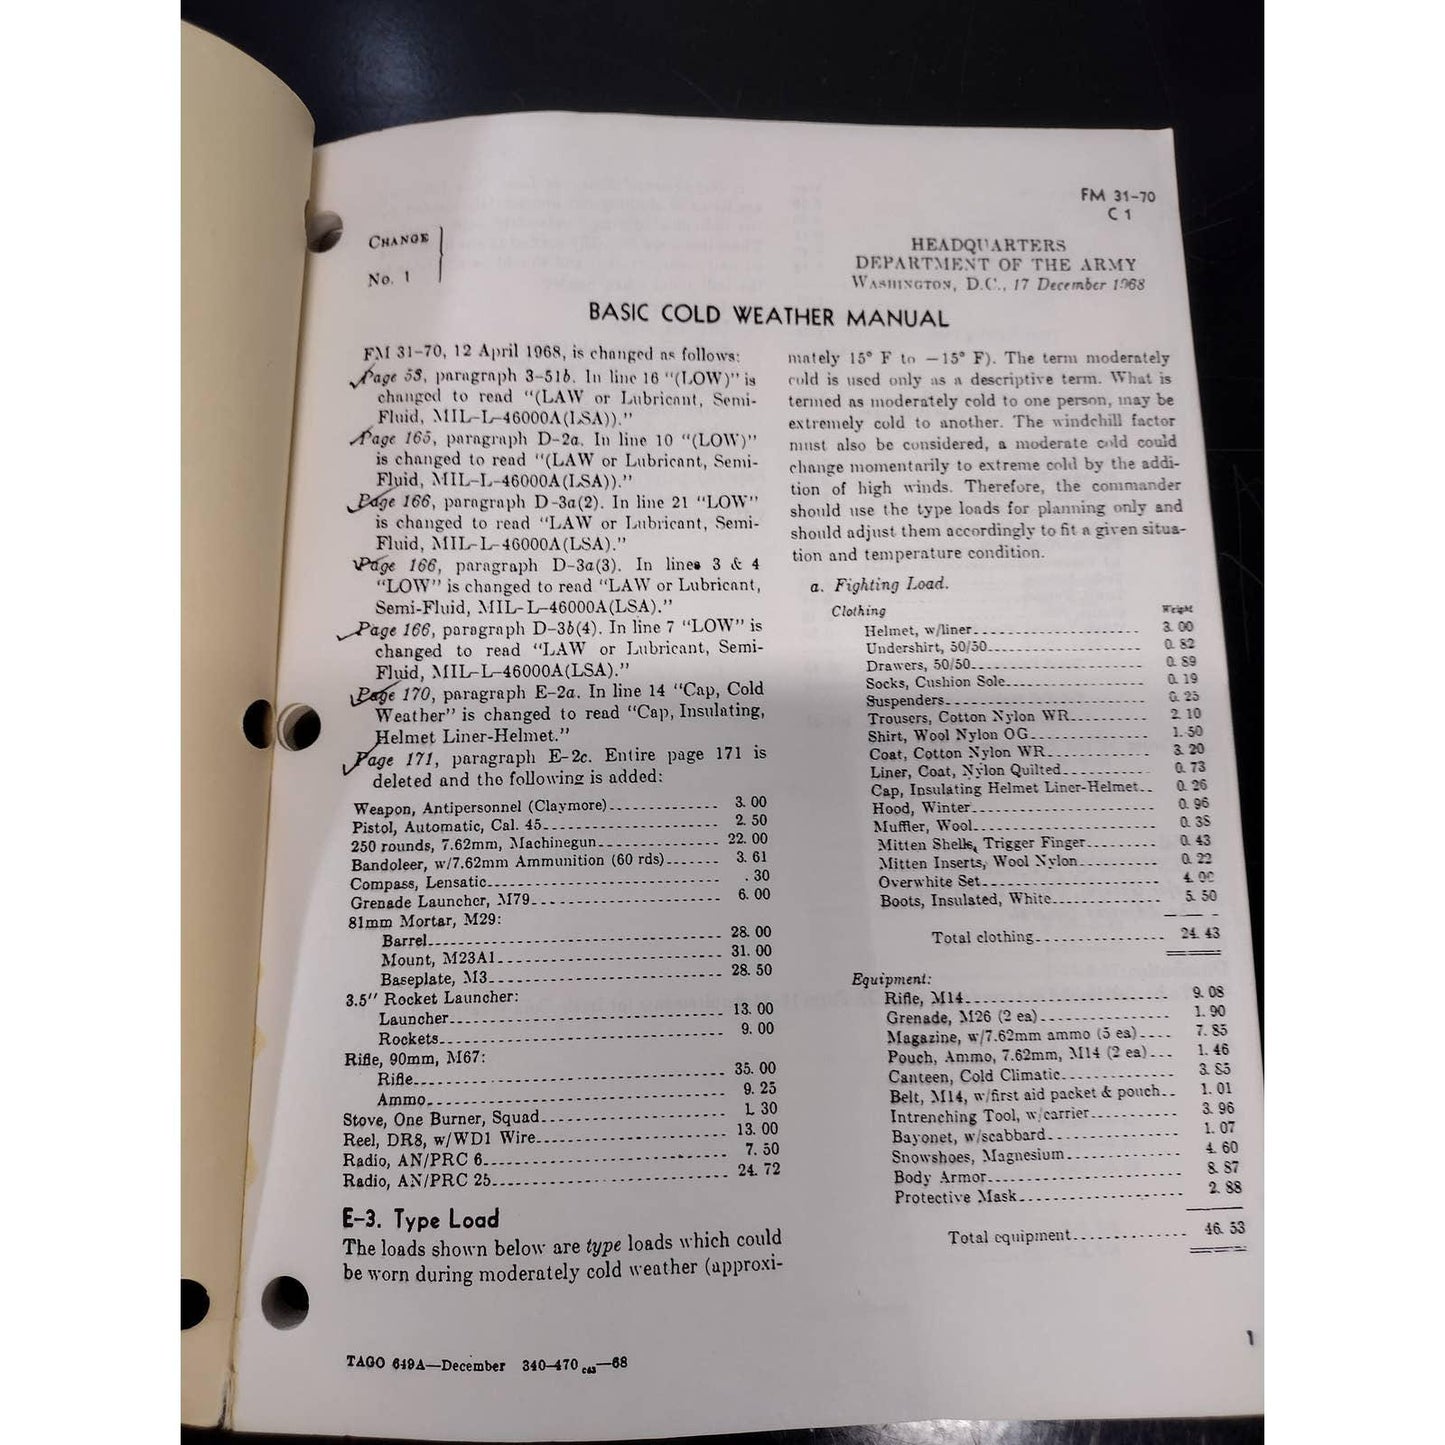 FM 31-70
C 1
CHANGE
No. 1
HEADQUARTERS
DEPARTMENT OF THE ARMY
WASHINGTON, D.C., 17 December 1968
BASIC COLD WEATHER MANUAL
FM 31-70, 12 April 1968, is changed as follows:
Page 58, paragraph 3-51b. In line 16 "(LOW)" is
changed to read "(LAW or Lubricant, Semi-
Fluid, MIL-L-46000A(LSA))."
Page 165, paragraph D-2a. In line 10 "(LOW)"
is changed to read "(LAW or Lubricant, Semi-
Fluid, MIL-L-46000A(LSA))."
Page 166, paragraph D-3a(2). In line 21 "LOW"
is changed to read "LAW or Lubricant, Semi-
Fluid, MIL-L-46000A(LSA)."
Page 166, paragraph D-3a(3). In lines 3 & 4
"LOW" is changed to read "LAW or Lubricant,
Semi-Fluid, MIL-L-46000A(LSA)."
Page 166, paragraph D-3b(4). In line 7 "LOW" is
changed to read "LAW or Lubricant, Semi-
Fluid, MIL-L-46000A(LSA)."
Page 170, paragraph E-2a. In line 14 "Cap, Cold
Weather" is changed to read "Cap, Insulating,
Helmet Liner-Helmet."
Page 171, paragraph E-2c. Entire page 171 is
deleted and the following is added:
Weapon, Antipersonnel (Claymore) 3.00
Pistol, Automatic, Cal. 45 2.50
250 rounds, 7.62mm, Machinegun 22.00
Bandoleer, w/7.62mm Ammunition (60 rds) 3.61
Compass, Lensatic .30
Grenade Launcher, M79 6.00
81mm Mortar, M29:
Barrel 28.00
Mount, M23A1 31.00
Baseplate, M3 28.50
3.5" Rocket Launcher:
Launcher 13.00
Rockets 9.00
Rifle, 90mm, M67:
Rifle 35.00
Ammo 9.25
Stove, One Burner, Squad 1.30
Reel, DR8, w/WD1 Wire 13.00
Radio, AN/PRC 6 7.50
Radio, AN/PRC 25 24.72
E-3. Type Load
The loads shown below are type loads which could
be worn during moderately cold weather (approxi-
mately 15° F to -15° F). The term moderately
cold is used only as a descriptive term. What is
termed as moderately cold to one person, may be
extremely cold to another. The windchill factor
must also be considered, a moderate cold could
change momentarily to extreme cold by the addi-
tion of high winds. Therefore, the commander
should use the type loads for planning only and
should adjust them accordingly to fit a given situa-
tion and temperature condition.
a. Fighting Load.
Clothing Weight
Helmet, w/liner 3.00
Undershirt, 50/50 0.82
Drawers, 50/50 0.89
Socks, Cushion Sole 0.19
Suspenders 0.25
Trousers, Cotton Nylon WR 2.10
Shirt, Wool Nylon OG 1.50
Coat, Cotton Nylon WR 3.20
Liner, Coat, Nylon Quilted 0.73
Cap, Insulating Helmet Liner-Helmet 0.26
Hood, Winter 0.96
Muffler, Wool 0.38
Mitten Shells, Trigger Finger 0.43
Mitten Inserts, Wool Nylon 0.22
Overwhite Set 4.00
Boots, Insulated, White 5.50
Total clothing 24.43
Equipment:
Rifle, M14 9.08
Grenade, M26 (2 ea) 1.90
Magazine, w/7.62mm ammo (5 ea) 7.85
Pouch, Ammo, 7.62mm, M14 (2 ea) 1.46
Canteen, Cold Climatic 3.85
Belt, M14, w/first aid packet & pouch 1.01
Intrenching Tool, w/carrier 3.96
Bayonet, w/scabbard 1.07
Snowshoes, Magnesium 4.60
Body Armor 8.87
Protective Mask 2.88
Total equipment 46.53
1
TAGO 649A—December 340-470 —68